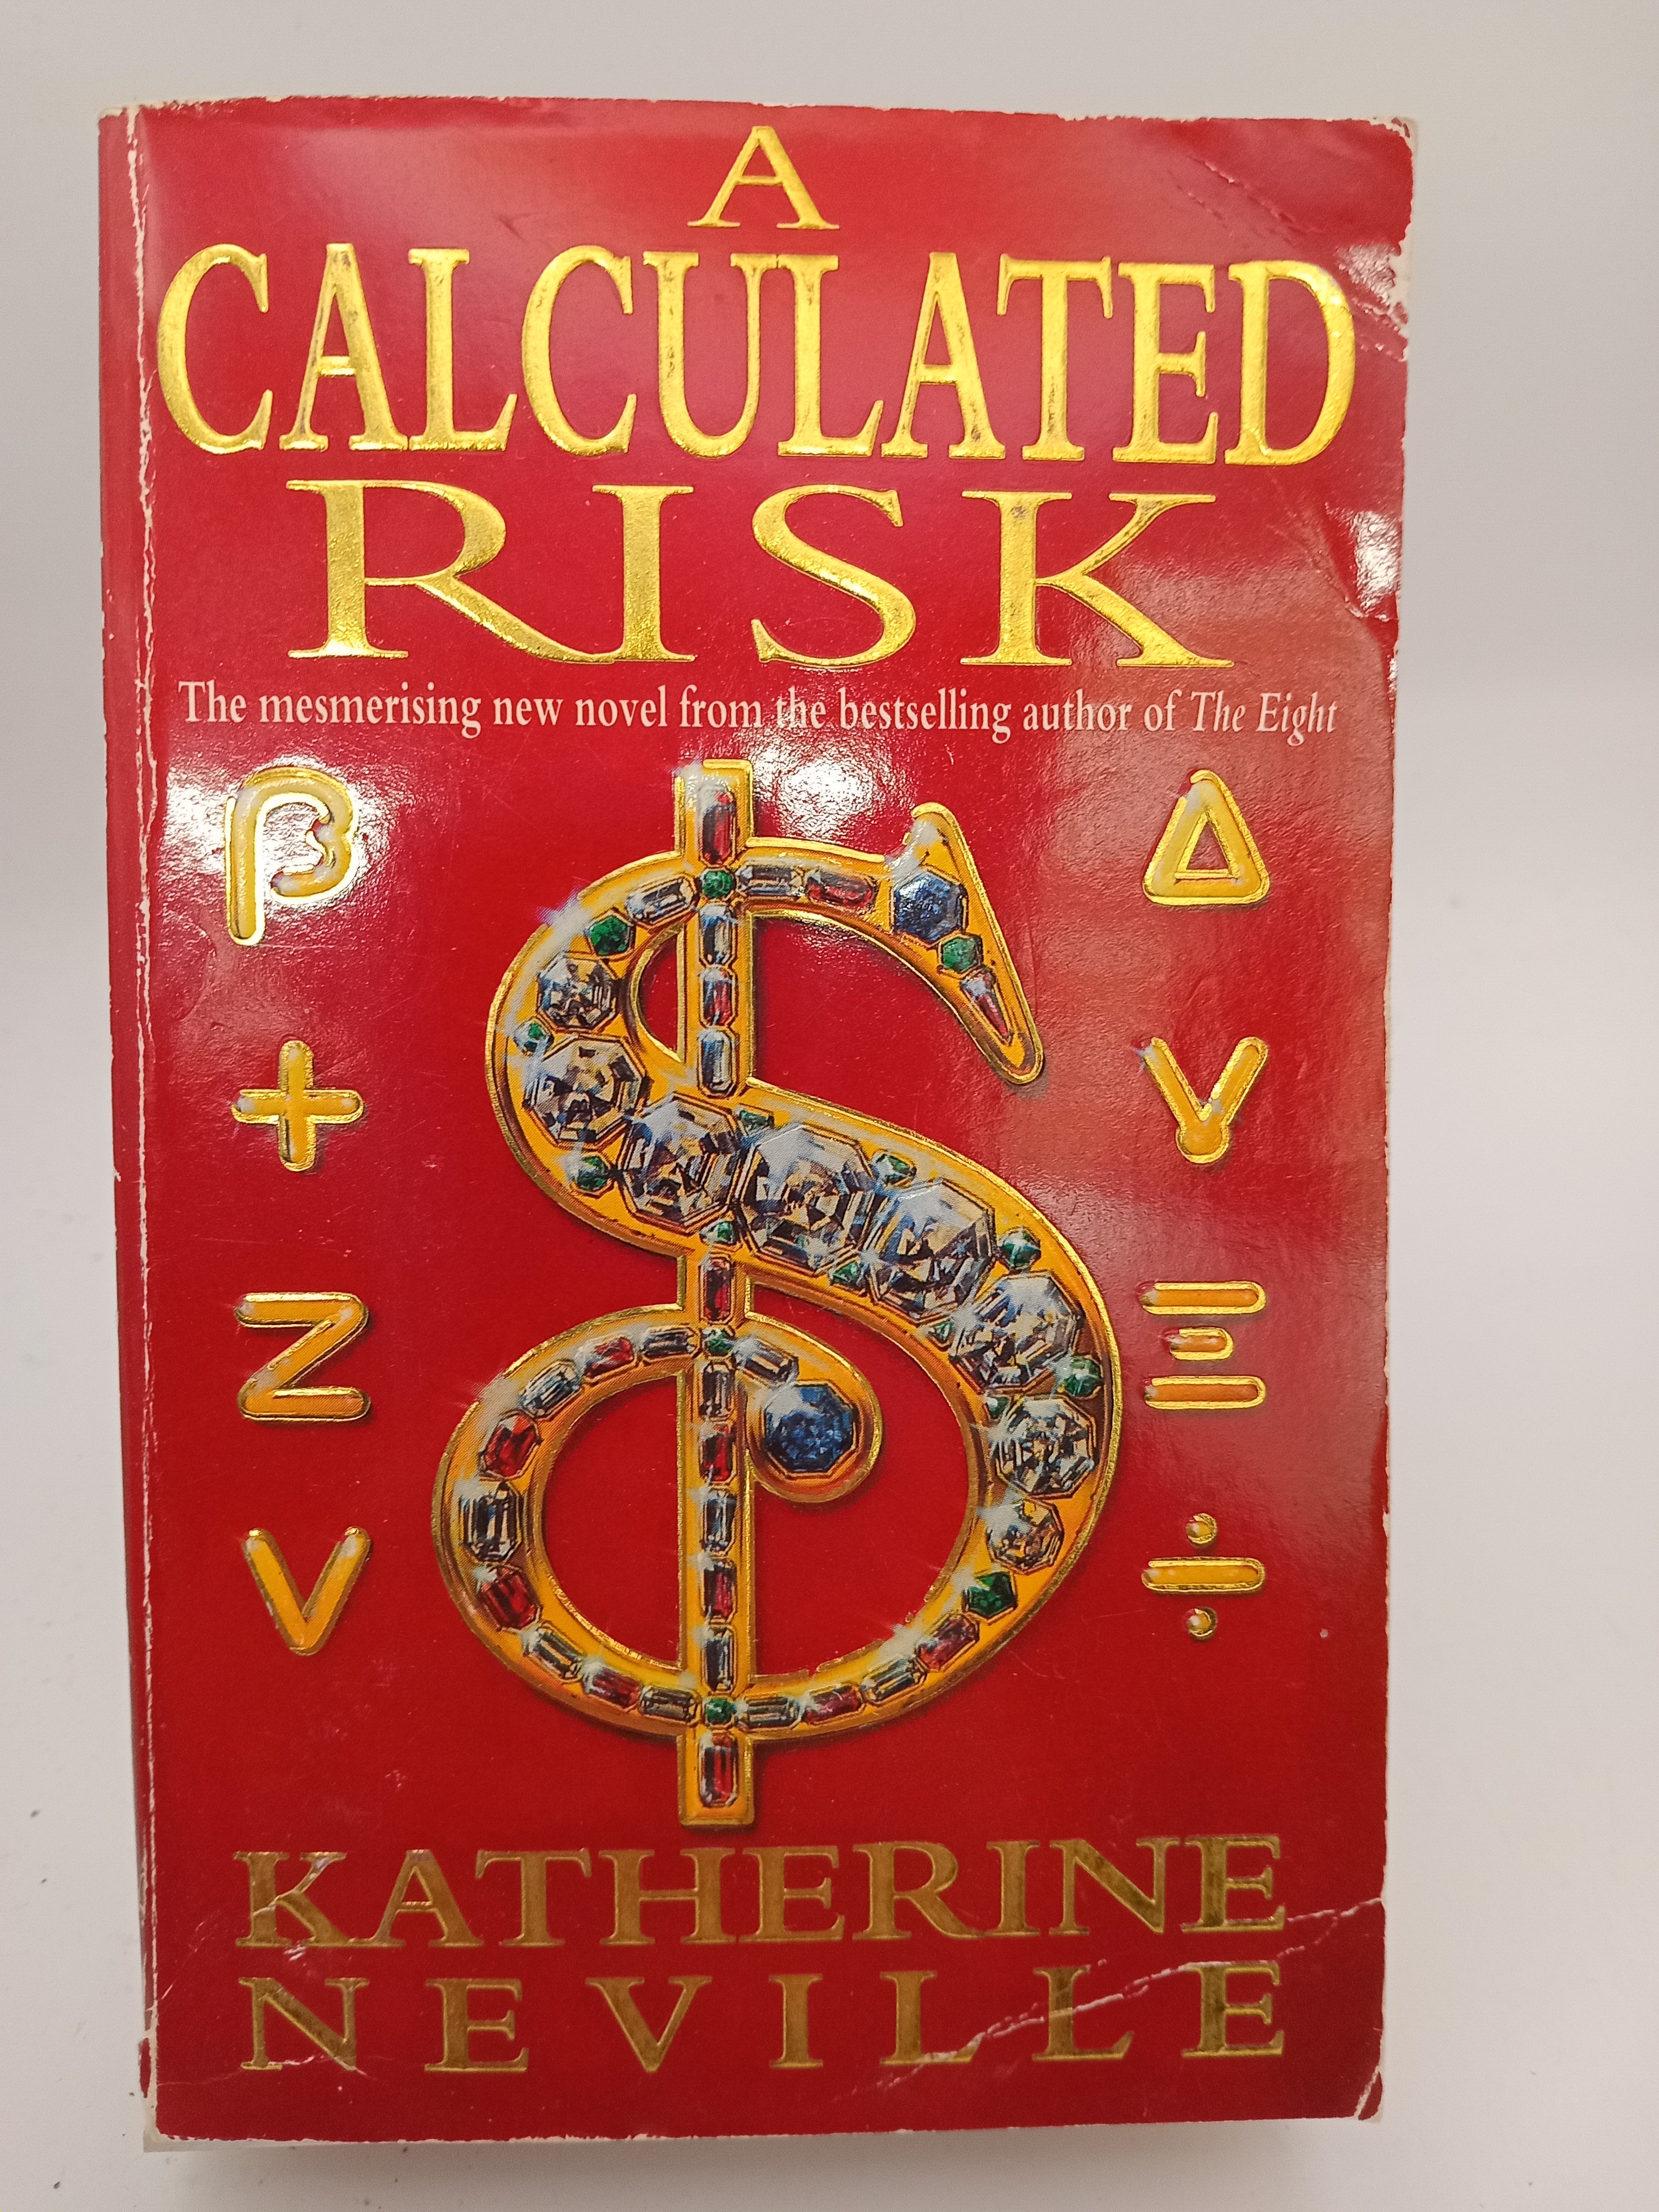 A
CALCULATED
RISK
The mesmerising new novel from the bestselling author of The Eight
β Δ
+ V
Z Ξ
V ÷
$
KATHERINE
NEVILLE